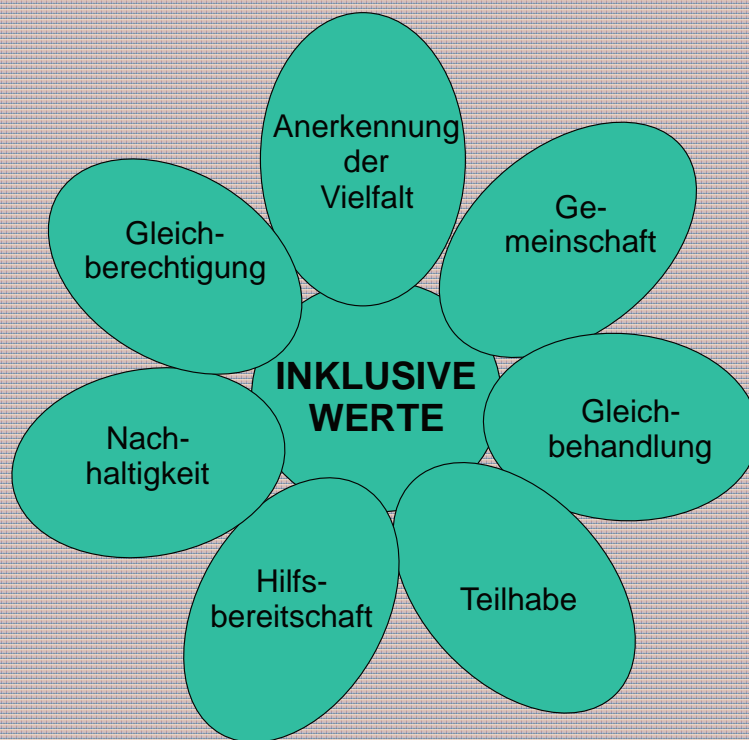 Anerkennung
der
Vielfalt
Ge-
meinschaft
Gleich-
behandlung
Teilhabe
Hilfs-
bereitschaft
Nach-
haltigkeit
Gleich-
berechtigung
INKLUSIVE
WERTE